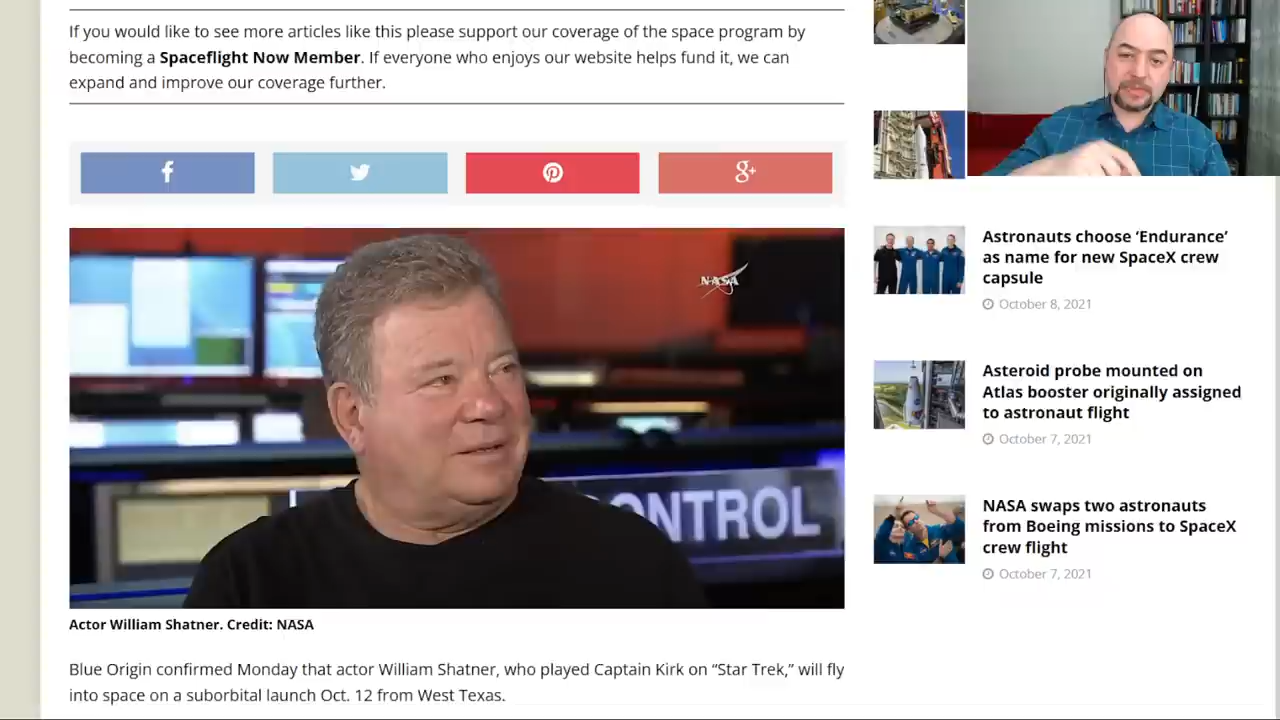 If you would like to see more articles like this please support our coverage of the space program by
becoming a Spaceflight Now Member. If everyone who enjoys our website helps fund it, we can
expand and improve our coverage further.
NASA
CONTROL
Actor William Shatner. Credit: NASA
Blue Origin confirmed Monday that actor William Shatner, who played Captain Kirk on “Star Trek,” will fly
into space on a suborbital launch Oct. 12 from West Texas.
Astronauts choose ‘Endurance’
as name for new SpaceX crew
capsule
October 8, 2021
Asteroid probe mounted on
Atlas booster originally assigned
to astronaut flight
October 7, 2021
NASA swaps two astronauts
from Boeing missions to SpaceX
crew flight
October 7, 2021